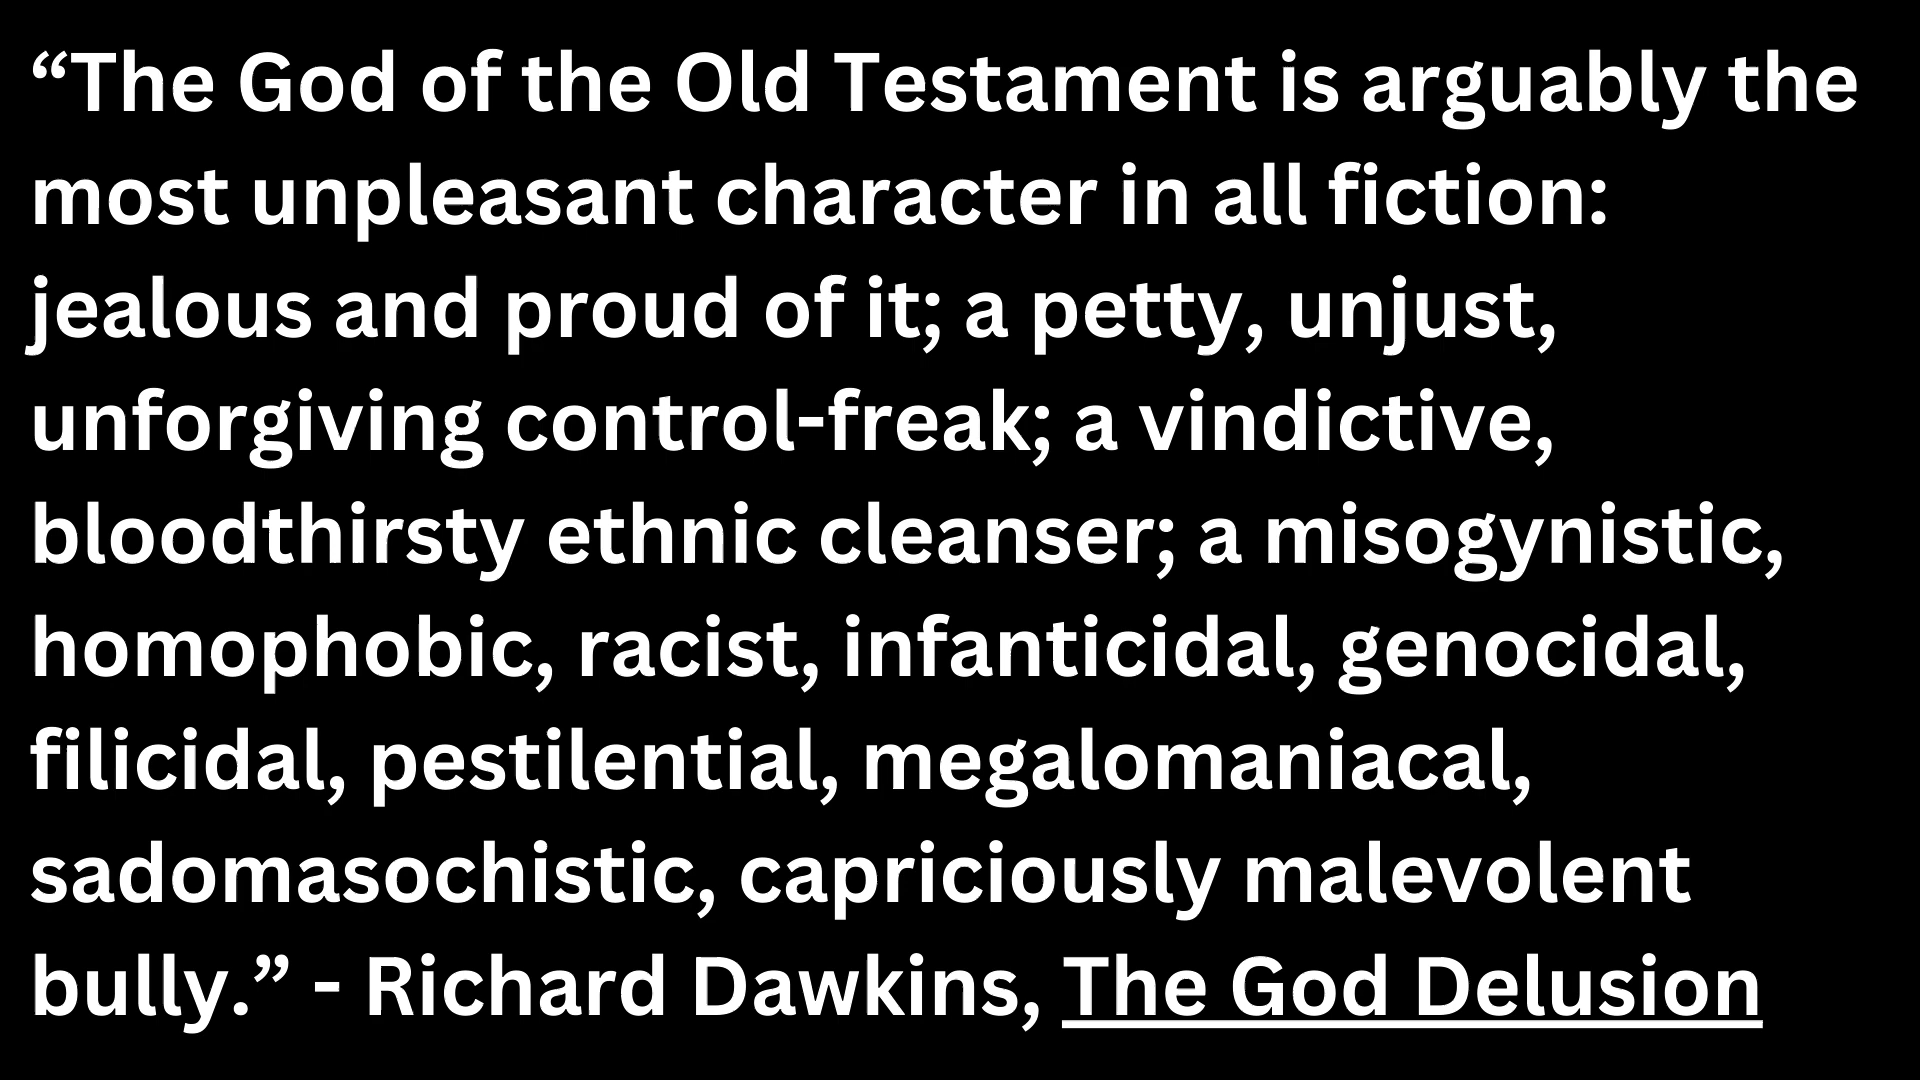 “The God of the Old Testament is arguably the
most unpleasant character in all fiction:
jealous and proud of it; a petty, unjust,
unforgiving control-freak; a vindictive,
bloodthirsty ethnic cleanser; a misogynistic,
homophobic, racist, infanticidal, genocidal,
filicidal, pestilential, megalomaniacal,
sadomasochistic, capriciously malevolent
bully.” - Richard Dawkins, The God Delusion